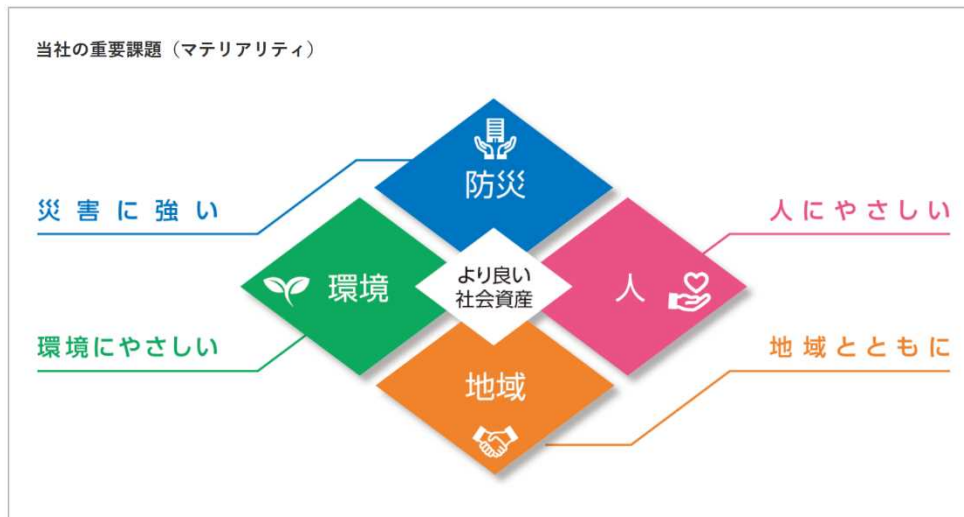 当社の重要課題（マテリアリティ）
防災
災害に強い
人にやさしい
環境
より良い
社会資産
人
環境にやさしい
地域とともに
地域